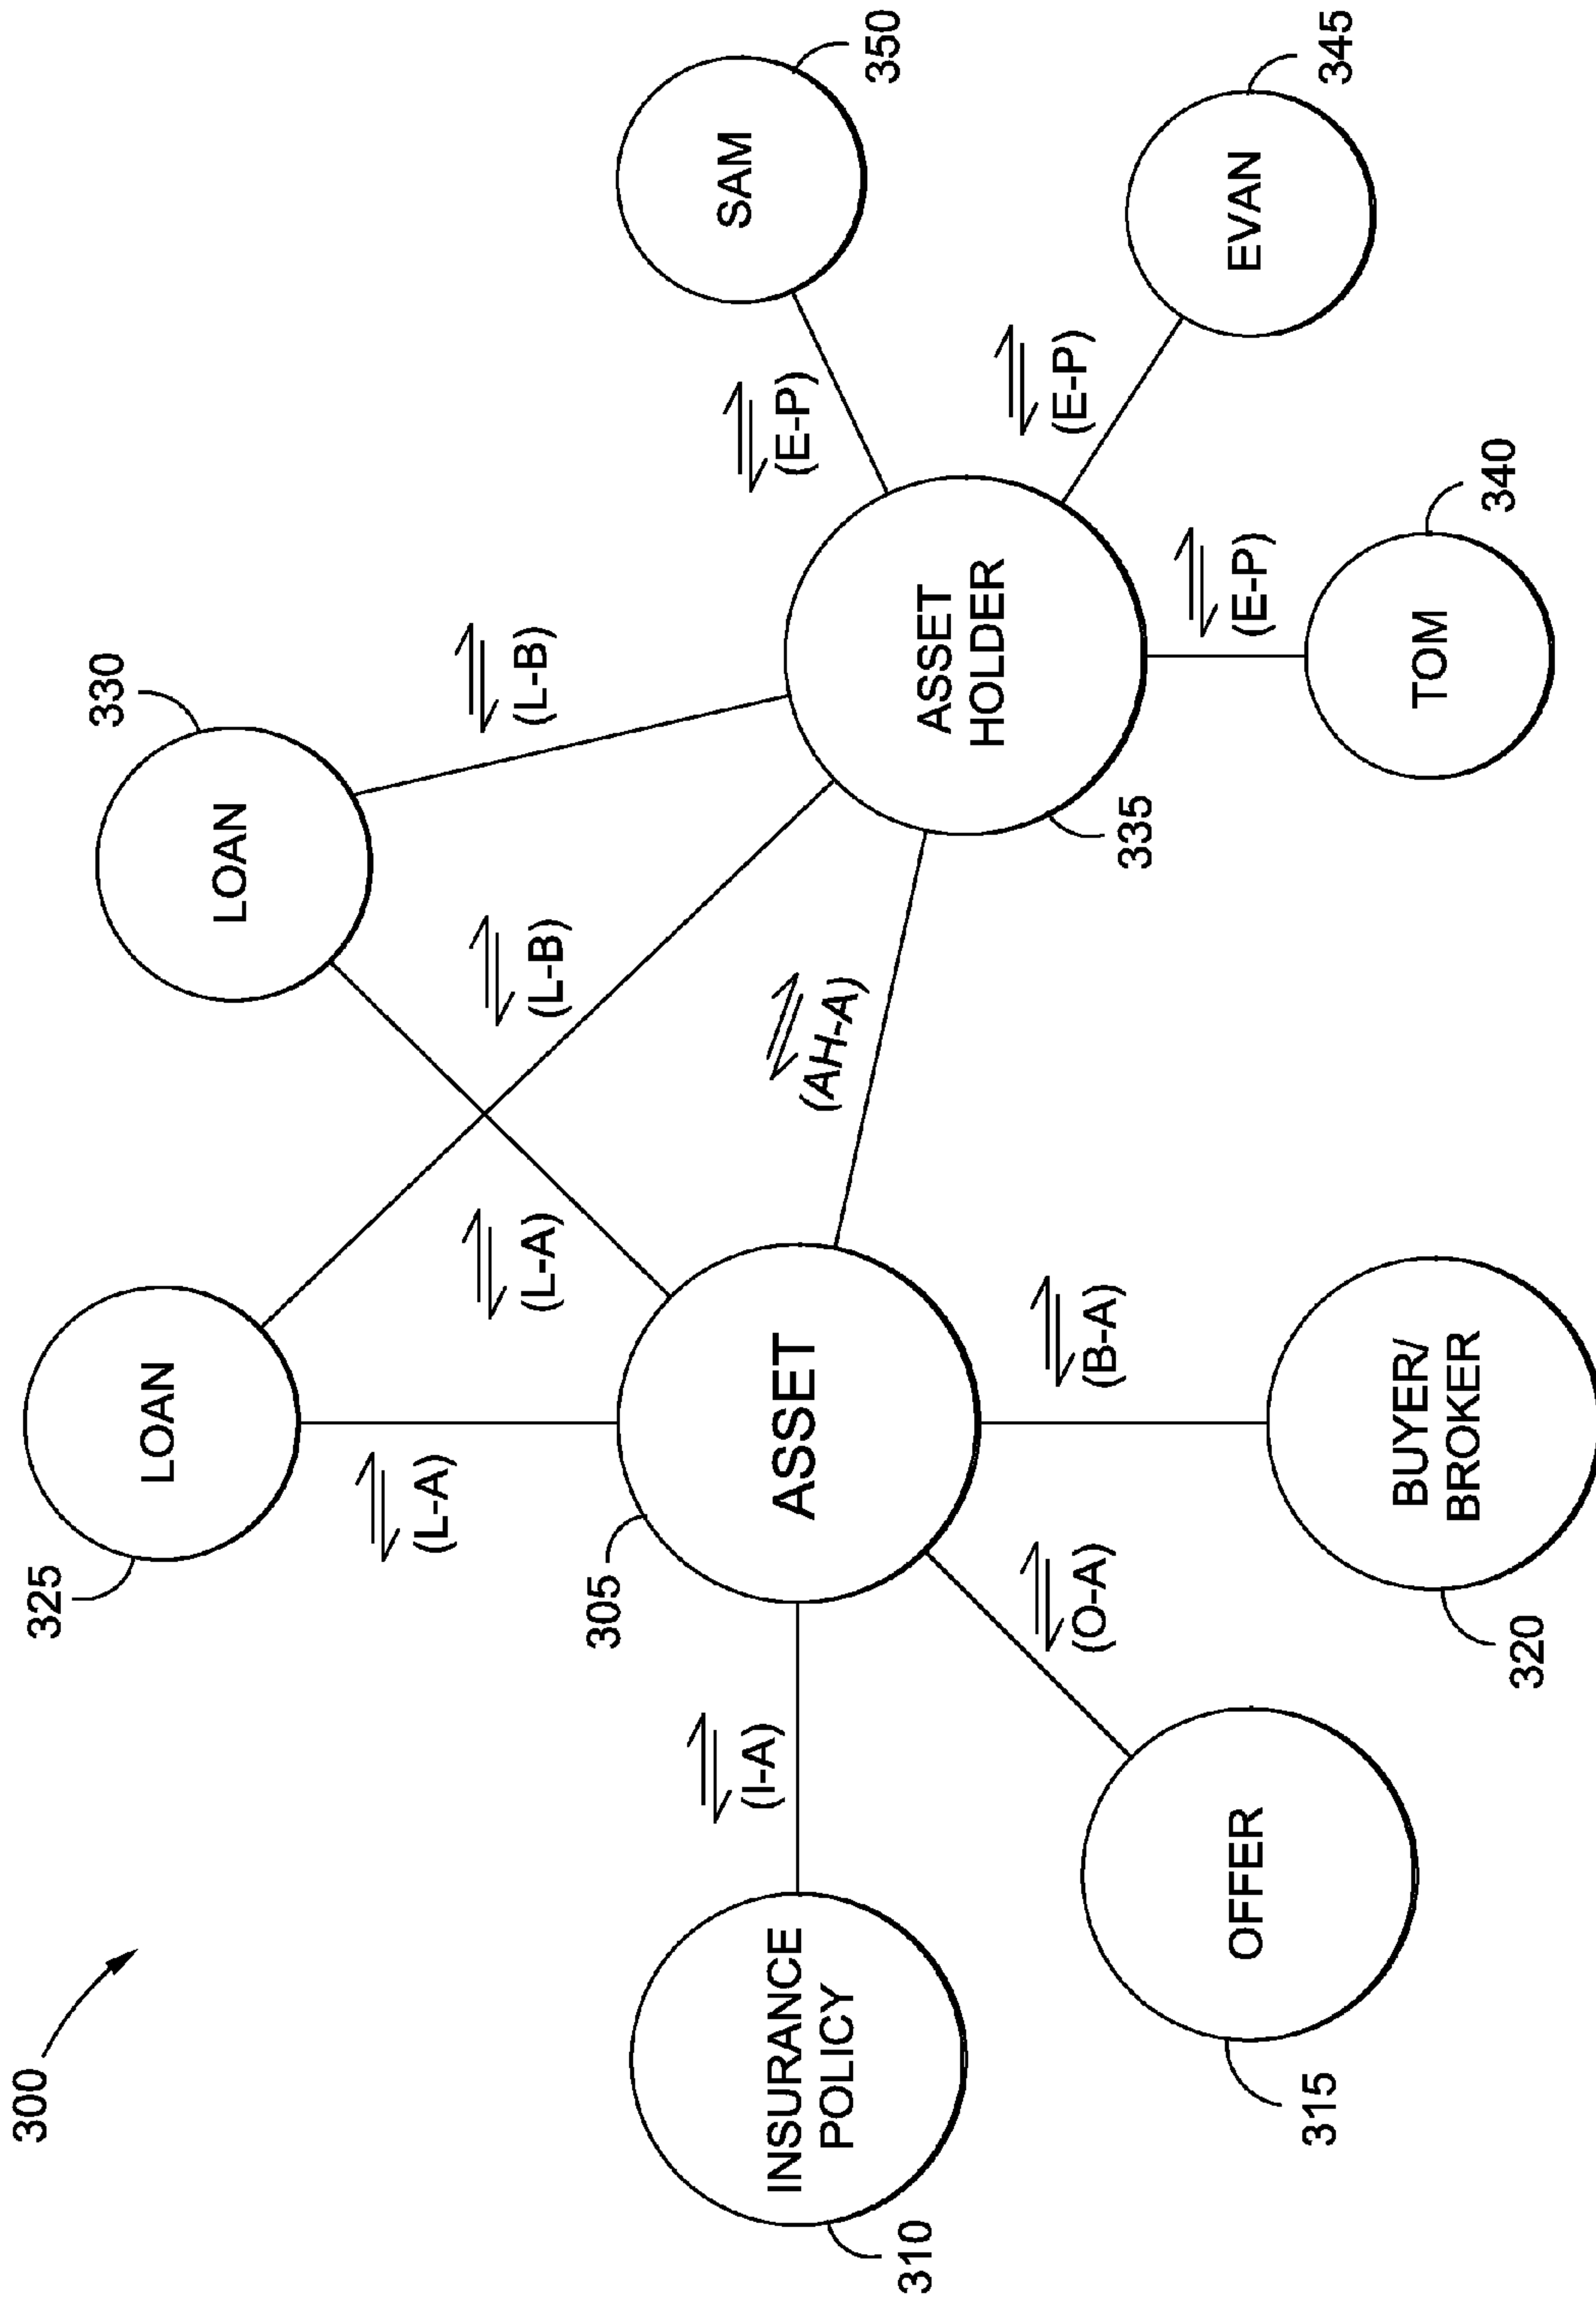 300
325
LOAN
330
LOAN
(L-A)
(L-A)
(L-B)
(L-B)
305
ASSET
(I-A)
INSURANCE
POLICY
310
(AH-A)
ASSET
HOLDER
335
(E-P)
SAM
350
(E-P)
EVAN
345
(E-P)
TOM
340
(O-A)
OFFER
315
(B-A)
BUYER/
BROKER
320